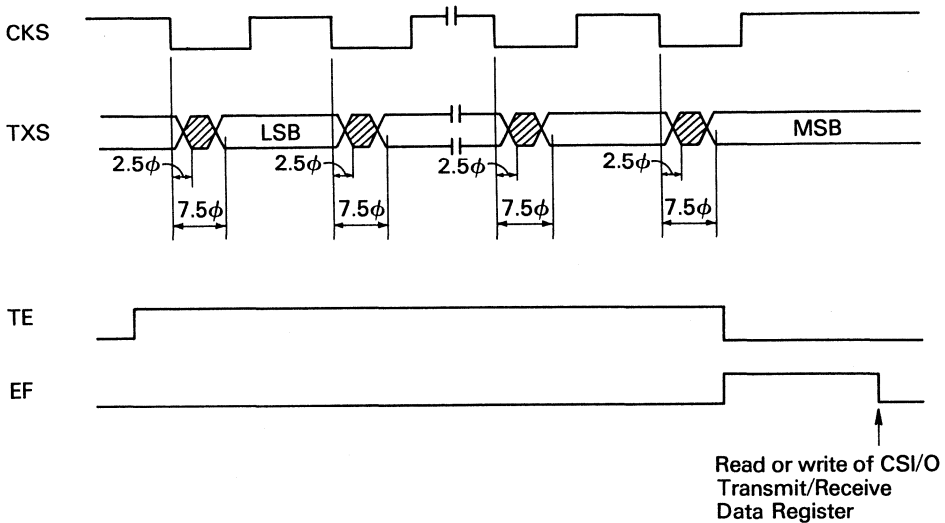 CKS
TXS
LSB
MSB
2.5ϕ
2.5ϕ
2.5ϕ
2.5ϕ
7.5ϕ
7.5ϕ
7.5ϕ
7.5ϕ
TE
EF
Read or write of CSI/O
Transmit/Receive
Data Register